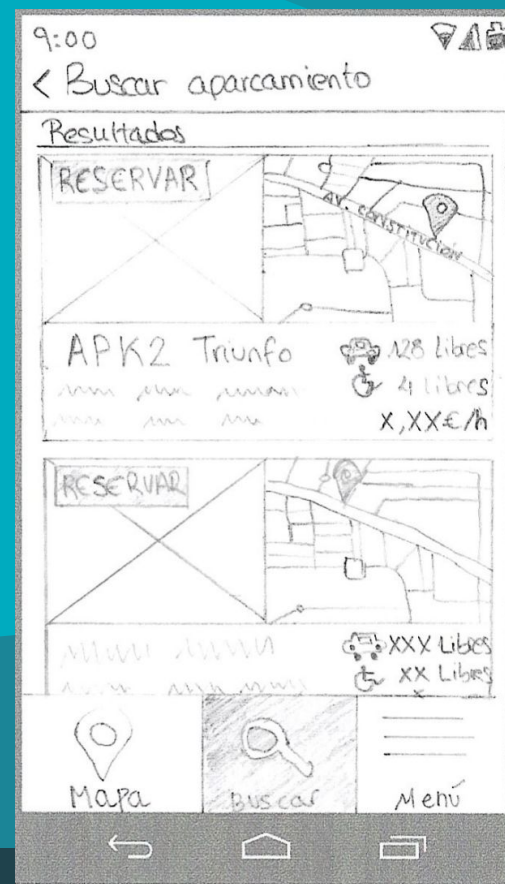 9:00
< Buscar aparcamiento
Resultados
RESERVAR
AV. CONSTITUCIÓN
APK2 Triunfo
128 Libres
4 libres
X,XX€/h
RESERVAR
XXX Libres
XX Libres
Mapa
Buscar
Menú